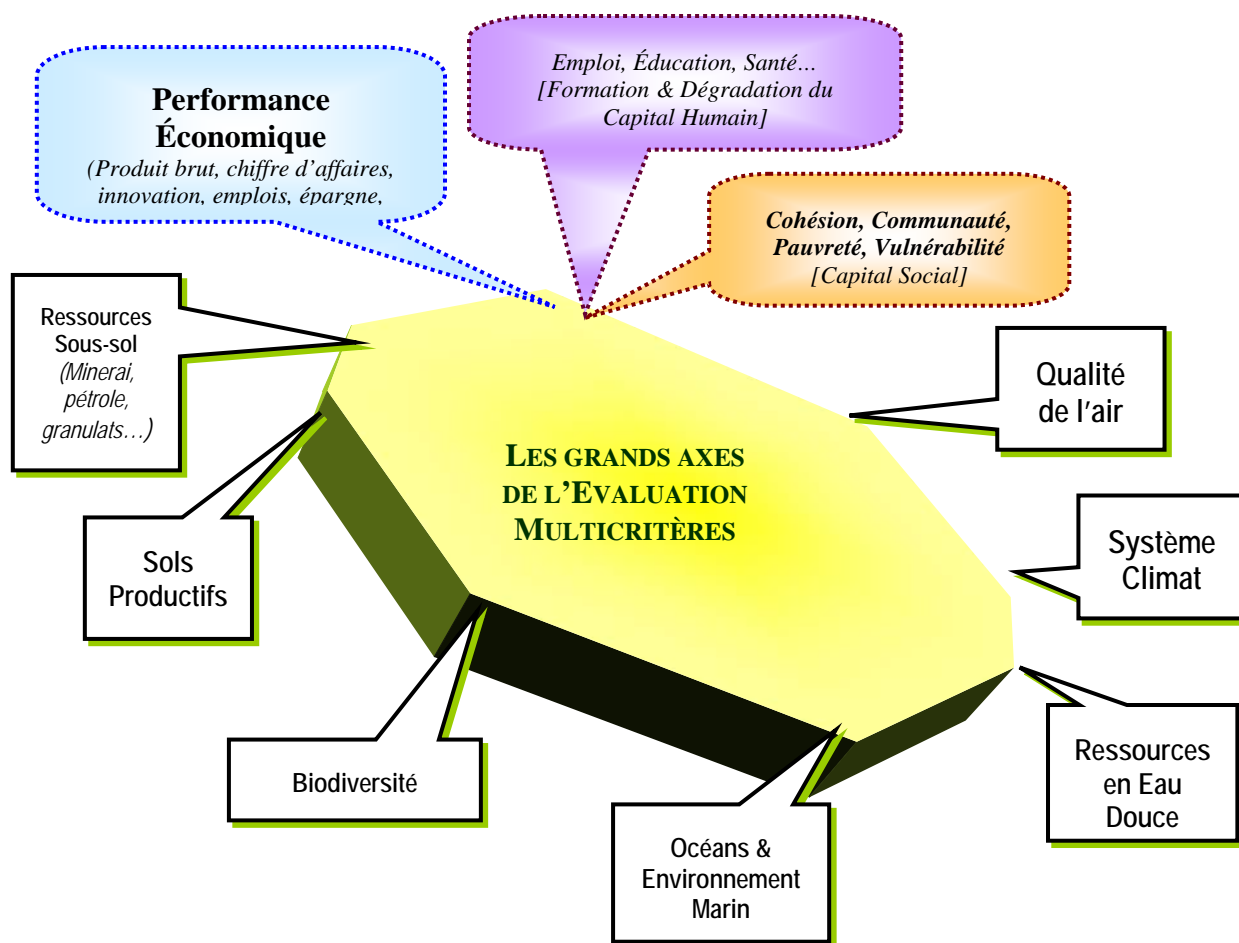 Performance
Économique
(Produit brut, chiffre d'affaires,
innovation, emplois, épargne,
Emploi, Éducation, Santé…
[Formation & Dégradation du
Capital Humain]
Cohésion, Communauté,
Pauvreté, Vulnérabilité
[Capital Social]
Ressources
Sous-sol
(Minerai,
pétrole,
granulats…)
Qualité
de l'air
LES GRANDS AXES
DE L'EVALUATION
MULTICRITÈRES
Sols
Productifs
Système
Climat
Biodiversité
Ressources
en Eau
Douce
Océans &
Environnement
Marin